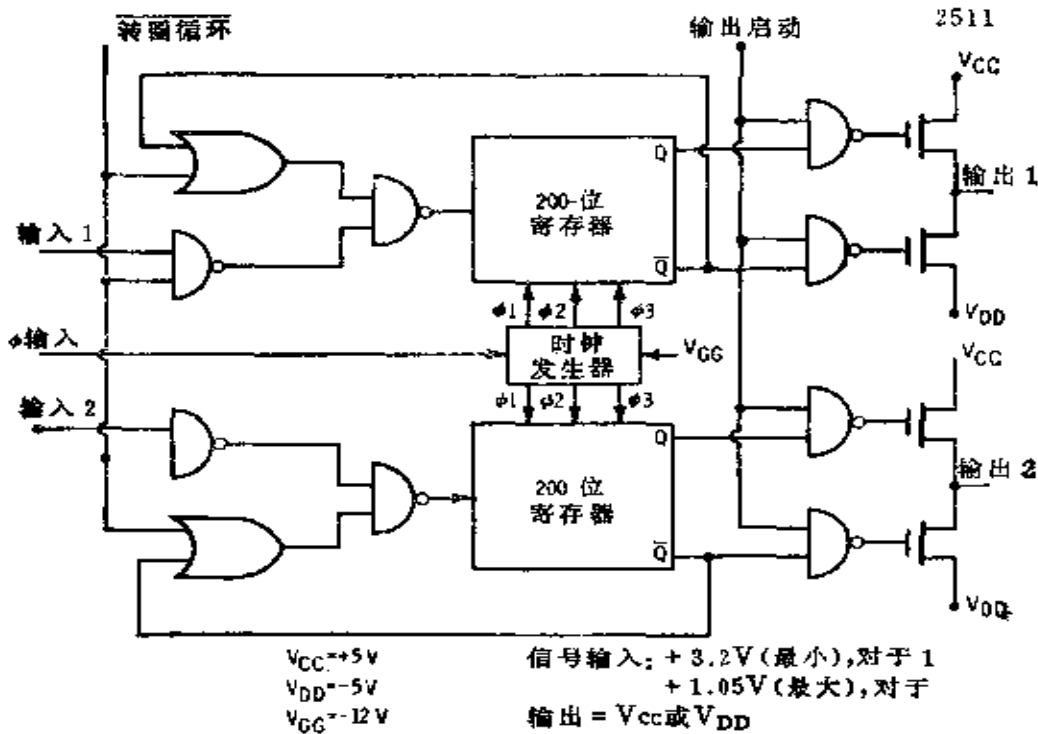 转圈循环
输出启动
2511
VCC
Q
输出 1
200-位
寄存器
输入 1
Q̅
φ1 φ2 φ3
VDD
φ输入
时钟
发生器
VGG
VCC
输入 2
φ1 φ2 φ3
Q
输出 2
200 位
寄存器
Q̅
VDD
VCC=+5V
VDD=-5V
VGG=-12V
信号输入: +3.2V(最小),对于 1
+1.05V(最大),对于
输出=Vcc或VDD